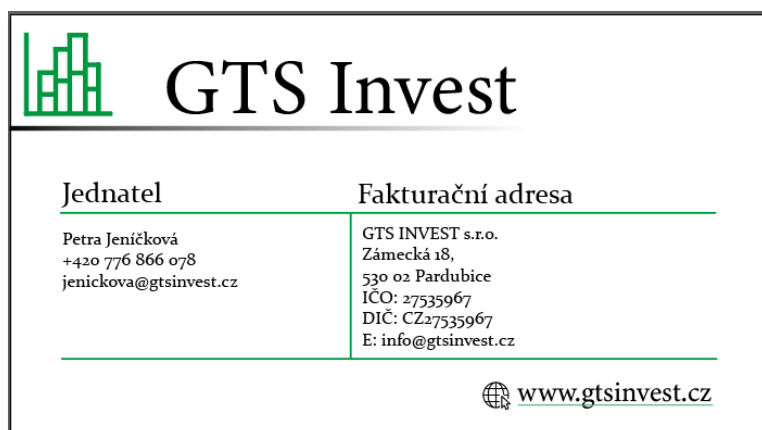 GTS Invest
Jednatel
Petra Jeníčková
+420 776 866 078
jenickova@gtsinvest.cz
Fakturační adresa
GTS INVEST s.r.o.
Zámecká 18,
530 02 Pardubice
IČO: 27535967
DIČ: CZ27535967
E: info@gtsinvest.cz
www.gtsinvest.cz